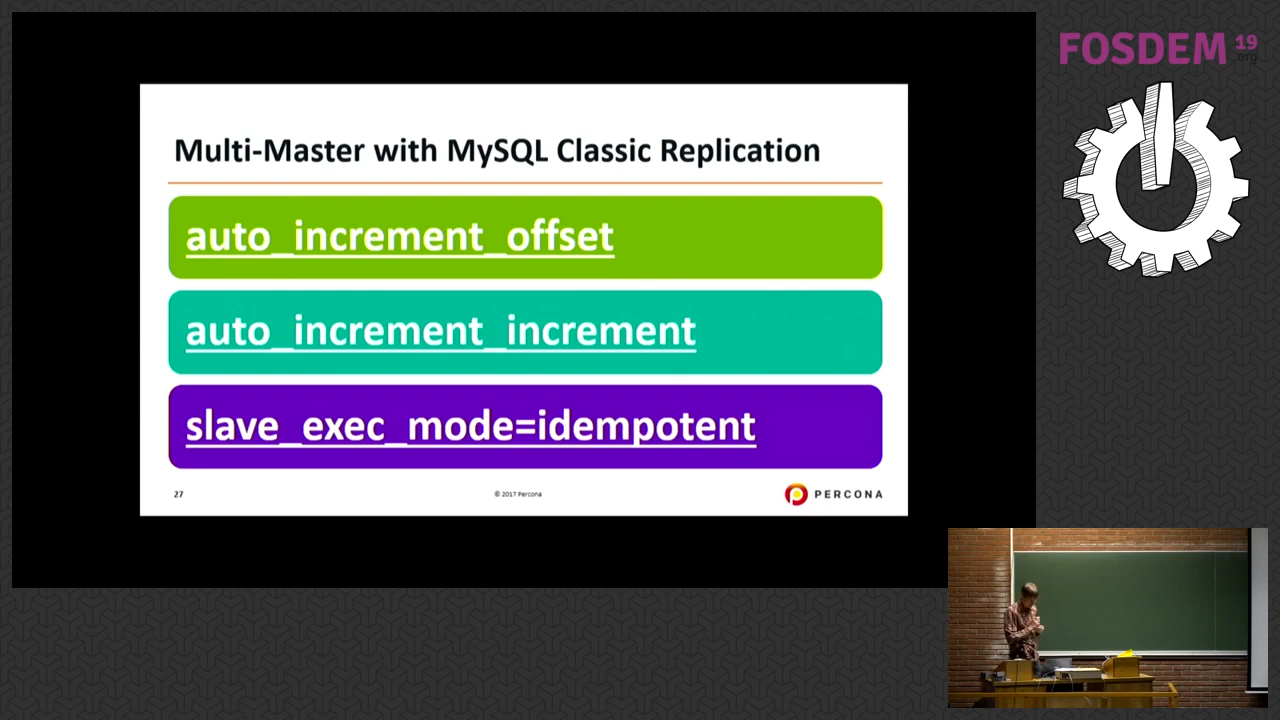 FOSDEM 19
.org
Multi-Master with MySQL Classic Replication
auto_increment_offset
auto_increment_increment
slave_exec_mode=idempotent
27
© 2017 Percona
PERCONA